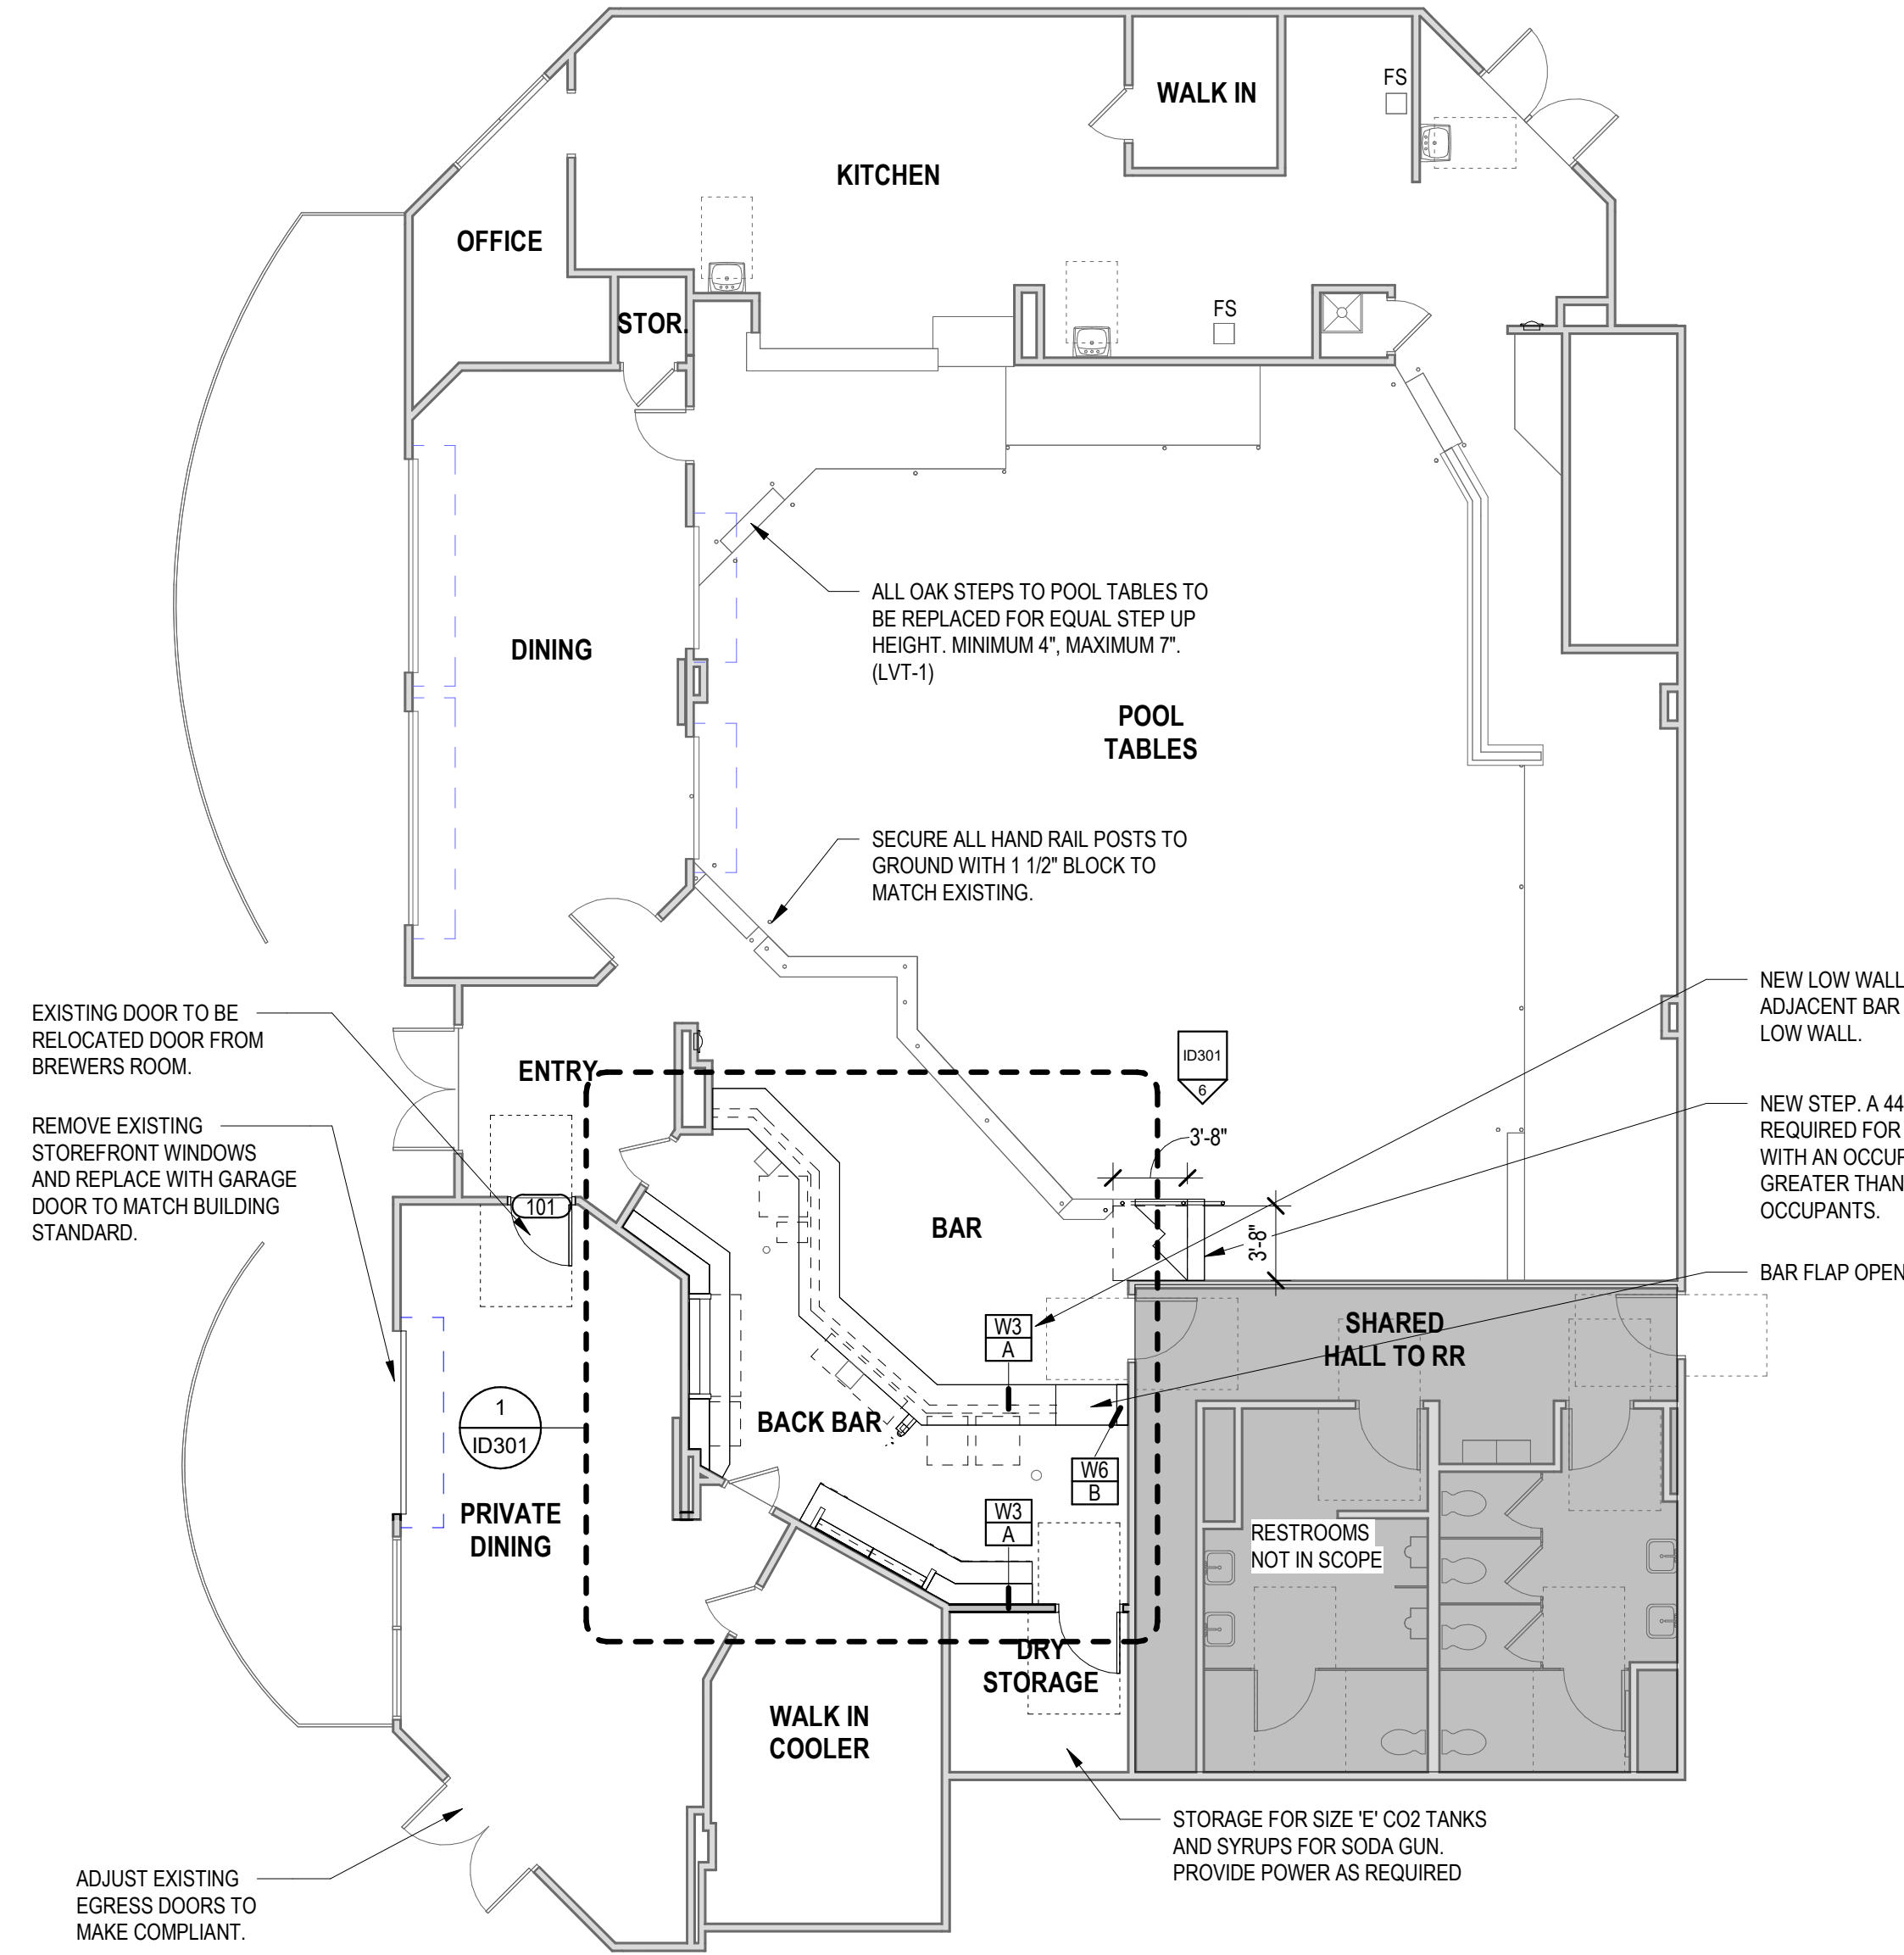 WALK IN
FS
KITCHEN
OFFICE
STOR.
FS
ALL OAK STEPS TO POOL TABLES TO
BE REPLACED FOR EQUAL STEP UP
HEIGHT. MINIMUM 4", MAXIMUM 7".
(LVT-1)
DINING
POOL
TABLES
SECURE ALL HAND RAIL POSTS TO
GROUND WITH 1 1/2" BLOCK TO
MATCH EXISTING.
EXISTING DOOR TO BE
RELOCATED DOOR FROM
BREWERS ROOM.
NEW LOW WALL
ADJACENT BAR
LOW WALL.
ENTRY
ID301
6
REMOVE EXISTING
STOREFRONT WINDOWS
AND REPLACE WITH GARAGE
DOOR TO MATCH BUILDING
STANDARD.
NEW STEP. A 44
REQUIRED FOR
WITH AN OCCUP
GREATER THAN
OCCUPANTS.
3'-8"
101
BAR
3'-8"
BAR FLAP OPEN
W3
A
SHARED
HALL TO RR
1
ID301
BACK BAR
W6
B
PRIVATE
DINING
W3
A
RESTROOMS
NOT IN SCOPE
DRY
STORAGE
WALK IN
COOLER
STORAGE FOR SIZE 'E' CO2 TANKS
AND SYRUPS FOR SODA GUN.
PROVIDE POWER AS REQUIRED
ADJUST EXISTING
EGRESS DOORS TO
MAKE COMPLIANT.